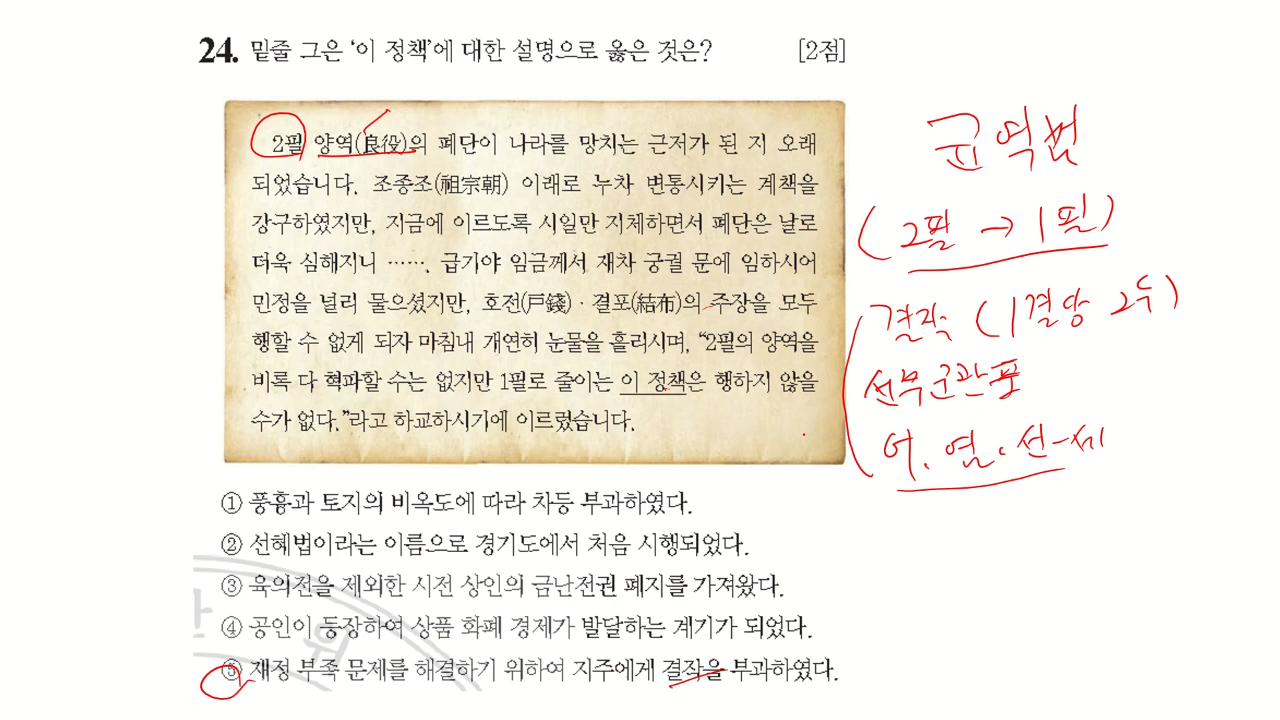 24. 밑줄 그은 '이 정책'에 대한 설명으로 옳은 것은? [2점]
2필 양역(良役)의 폐단이 나라를 망치는 근저가 된 지 오래
되었습니다. 조종조(祖宗朝) 이래로 누차 변통시키는 계책을
강구하였지만, 지금에 이르도록 시일만 지체하면서 폐단은 날로
더욱 심해지니 ……. 급기야 임금께서 재차 궁궐 문에 임하시어
민정을 널리 물으셨지만, 호전(戶錢)·결포(結布)의 주장을 모두
행할 수 없게 되자 마침내 개연히 눈물을 흘리시며, “2필의 양역을
비록 다 혁파할 수는 없지만 1필로 줄이는 이 정책은 행하지 않을
수가 없다.”라고 하교하시기에 이르렀습니다.
① 풍흉과 토지의 비옥도에 따라 차등 부과하였다.
② 선혜법이라는 이름으로 경기도에서 처음 시행되었다.
③ 육의전을 제외한 시전 상인의 금난전권 폐지를 가져왔다.
④ 공인이 등장하여 상품 화폐 경제가 발달하는 계기가 되었다.
⑤ 재정 부족 문제를 해결하기 위하여 지주에게 결작을 부과하였다.
균역법
(2필 → 1필)
결작 (1결당 2두)
선무군관포
어.염.선-세